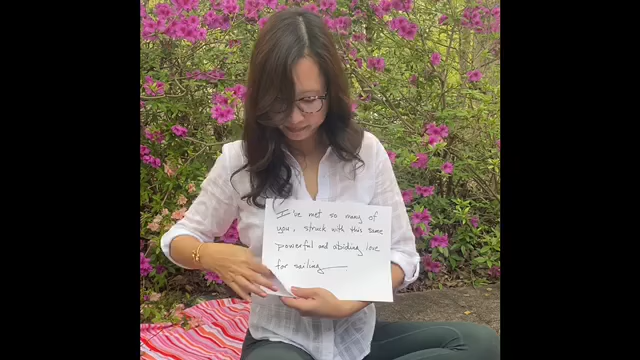 I've met so many of
you, struck with this same
powerful and abiding love
for sailing